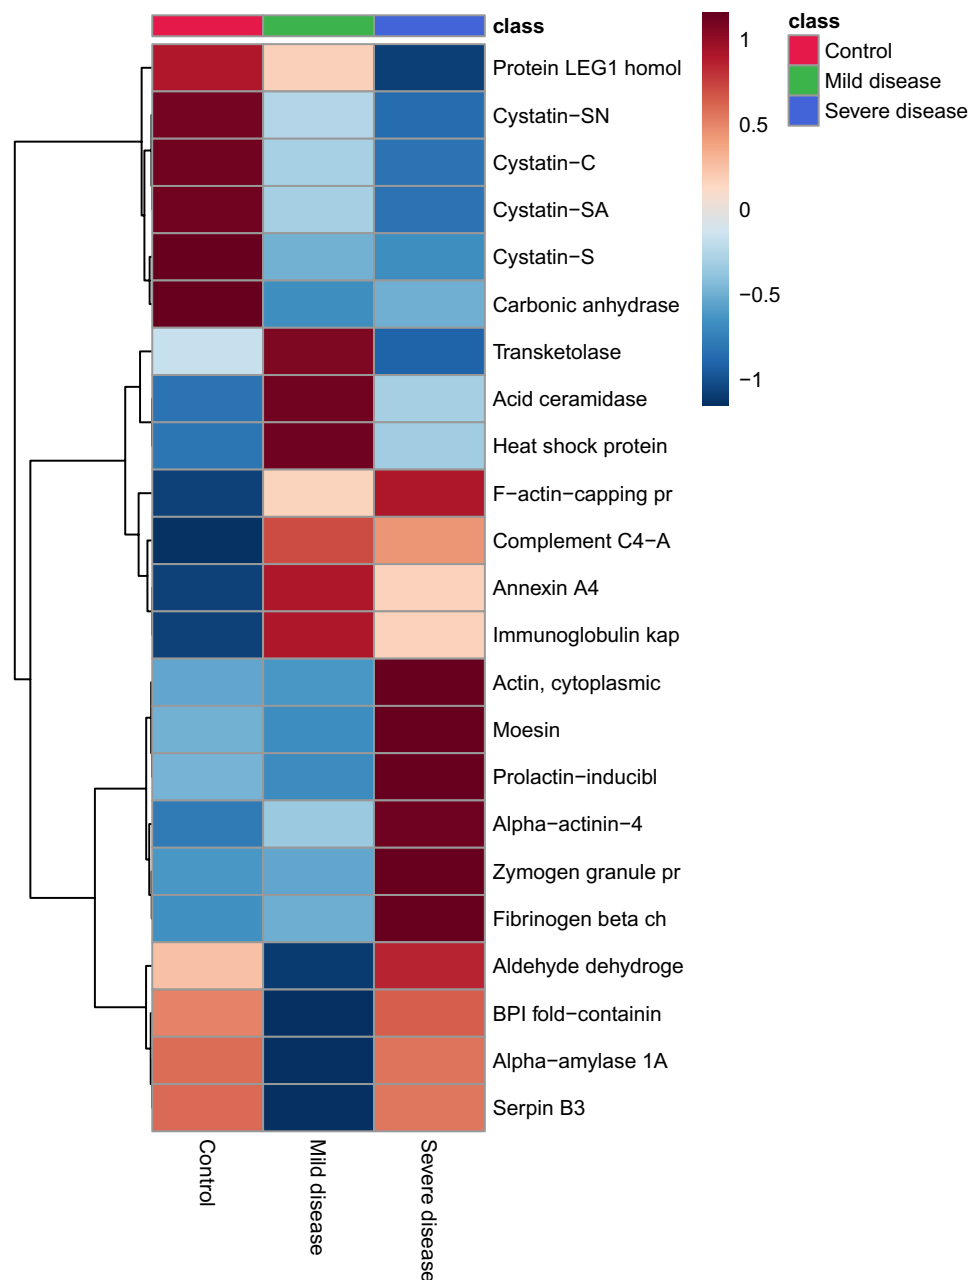 class
Protein LEG1 homol
Cystatin−SN
Cystatin−C
Cystatin−SA
Cystatin−S
Carbonic anhydrase
Transketolase
Acid ceramidase
Heat shock protein
F−actin−capping pr
Complement C4−A
Annexin A4
Immunoglobulin kap
Actin, cytoplasmic
Moesin
Prolactin−inducibl
Alpha−actinin−4
Zymogen granule pr
Fibrinogen beta ch
Aldehyde dehydroge
BPI fold−containin
Alpha−amylase 1A
Serpin B3
Control
Mild disease
Severe disease
1
0.5
0
−0.5
−1
class
Control
Mild disease
Severe disease